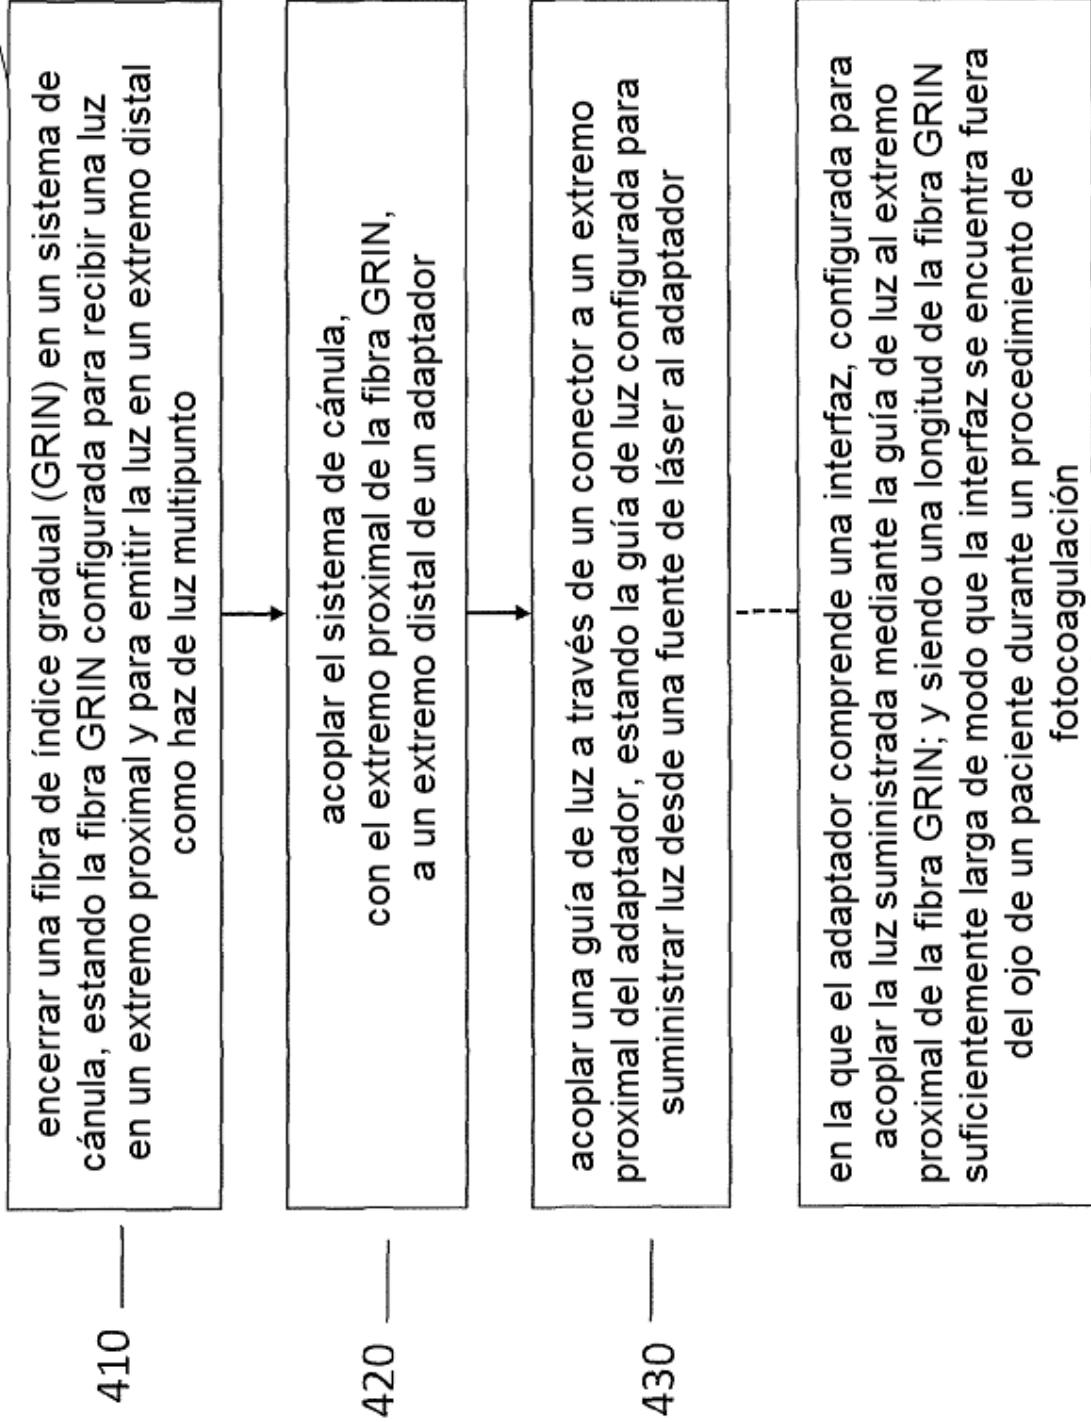 410
encerrar una fibra de índice gradual (GRIN) en un sistema de
cánula, estando la fibra GRIN configurada para recibir una luz
en un extremo proximal y para emitir la luz en un extremo distal
como haz de luz multipunto
420
acoplar el sistema de cánula,
con el extremo proximal de la fibra GRIN,
a un extremo distal de un adaptador
430
acoplar una guía de luz a través de un conector a un extremo
proximal del adaptador, estando la guía de luz configurada para
suministrar luz desde una fuente de láser al adaptador
en la que el adaptador comprende una interfaz, configurada para
acoplar la luz suministrada mediante la guía de luz al extremo
proximal de la fibra GRIN; y siendo una longitud de la fibra GRIN
suficientemente larga de modo que la interfaz se encuentra fuera
del ojo de un paciente durante un procedimiento de
fotocoagulación